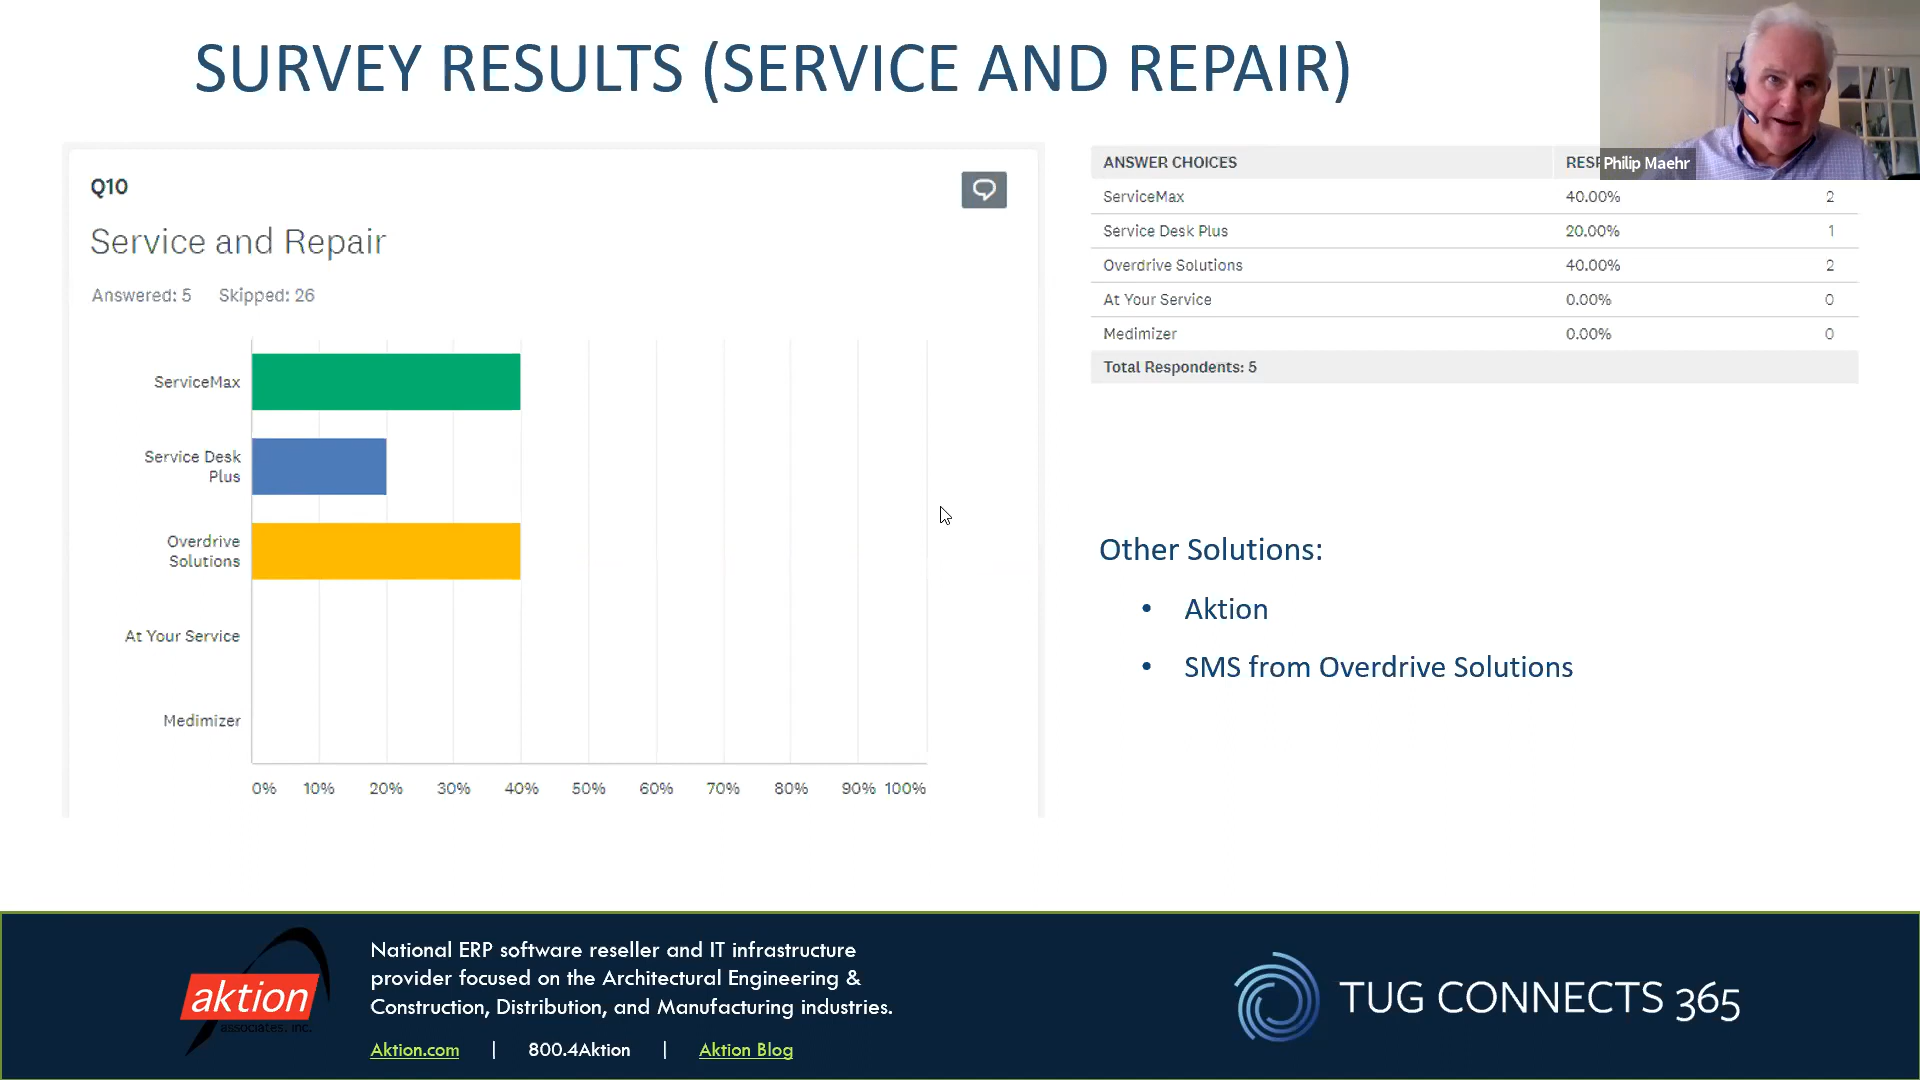 SURVEY RESULTS (SERVICE AND REPAIR)
Philip Maehr
Q10
Service and Repair
Answered: 5 Skipped: 26
ServiceMax
Service Desk
Plus
Overdrive
Solutions
At Your Service
Medimizer
0% 10% 20% 30% 40% 50% 60% 70% 80% 90% 100%
ANSWER CHOICES
ServiceMax 40.00% 2
Service Desk Plus 20.00% 1
Overdrive Solutions 40.00% 2
At Your Service 0.00% 0
Medimizer 0.00% 0
Total Respondents: 5
Other Solutions:
• Aktion
• SMS from Overdrive Solutions
aktion
associates, inc.
National ERP software reseller and IT infrastructure
provider focused on the Architectural Engineering &
Construction, Distribution, and Manufacturing industries.
Aktion.com | 800.4Aktion | Aktion Blog
TUG CONNECTS 365